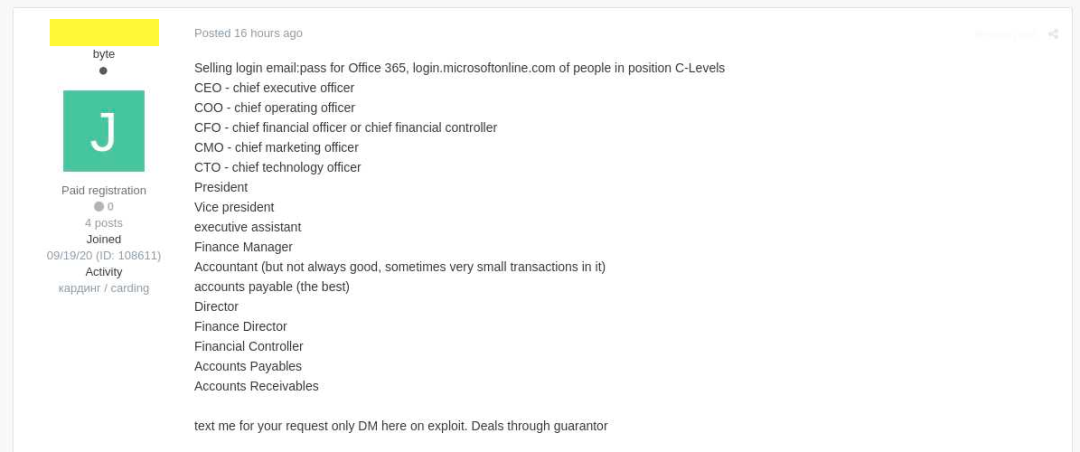 byte
J
Paid registration
0
4 posts
Joined
09/19/20 (ID: 108611)
Activity
кардинг / carding
Posted 16 hours ago
Selling login email:pass for Office 365, login.microsoftonline.com of people in position C-Levels
CEO - chief executive officer
COO - chief operating officer
CFO - chief financial officer or chief financial controller
CMO - chief marketing officer
CTO - chief technology officer
President
Vice president
executive assistant
Finance Manager
Accountant (but not always good, sometimes very small transactions in it)
accounts payable (the best)
Director
Finance Director
Financial Controller
Accounts Payables
Accounts Receivables
text me for your request only DM here on exploit. Deals through guarantor